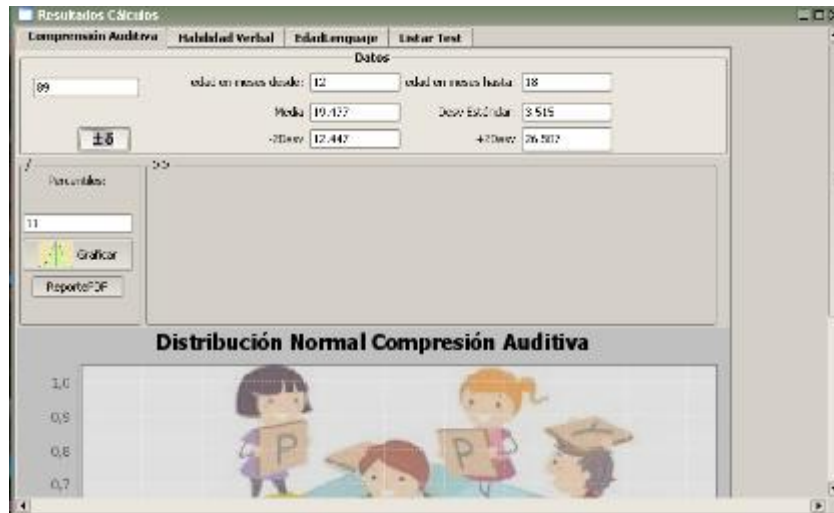 Resultados Cálculos
Comprensión Auditiva Habilidad Verbal EdadLenguaje Listar Test
Datos
89 edad en meses desde: 12 edad en meses hasta: 18
Media 19.477 Desv Estándar 3.515
±δ -2Desv 12.447 +2Desv 26.507
/ >>
Percentiles:
11
Graficar
ReportePDF
Distribución Normal Compresión Auditiva
1,0
0,9
0,8
0,7
P P